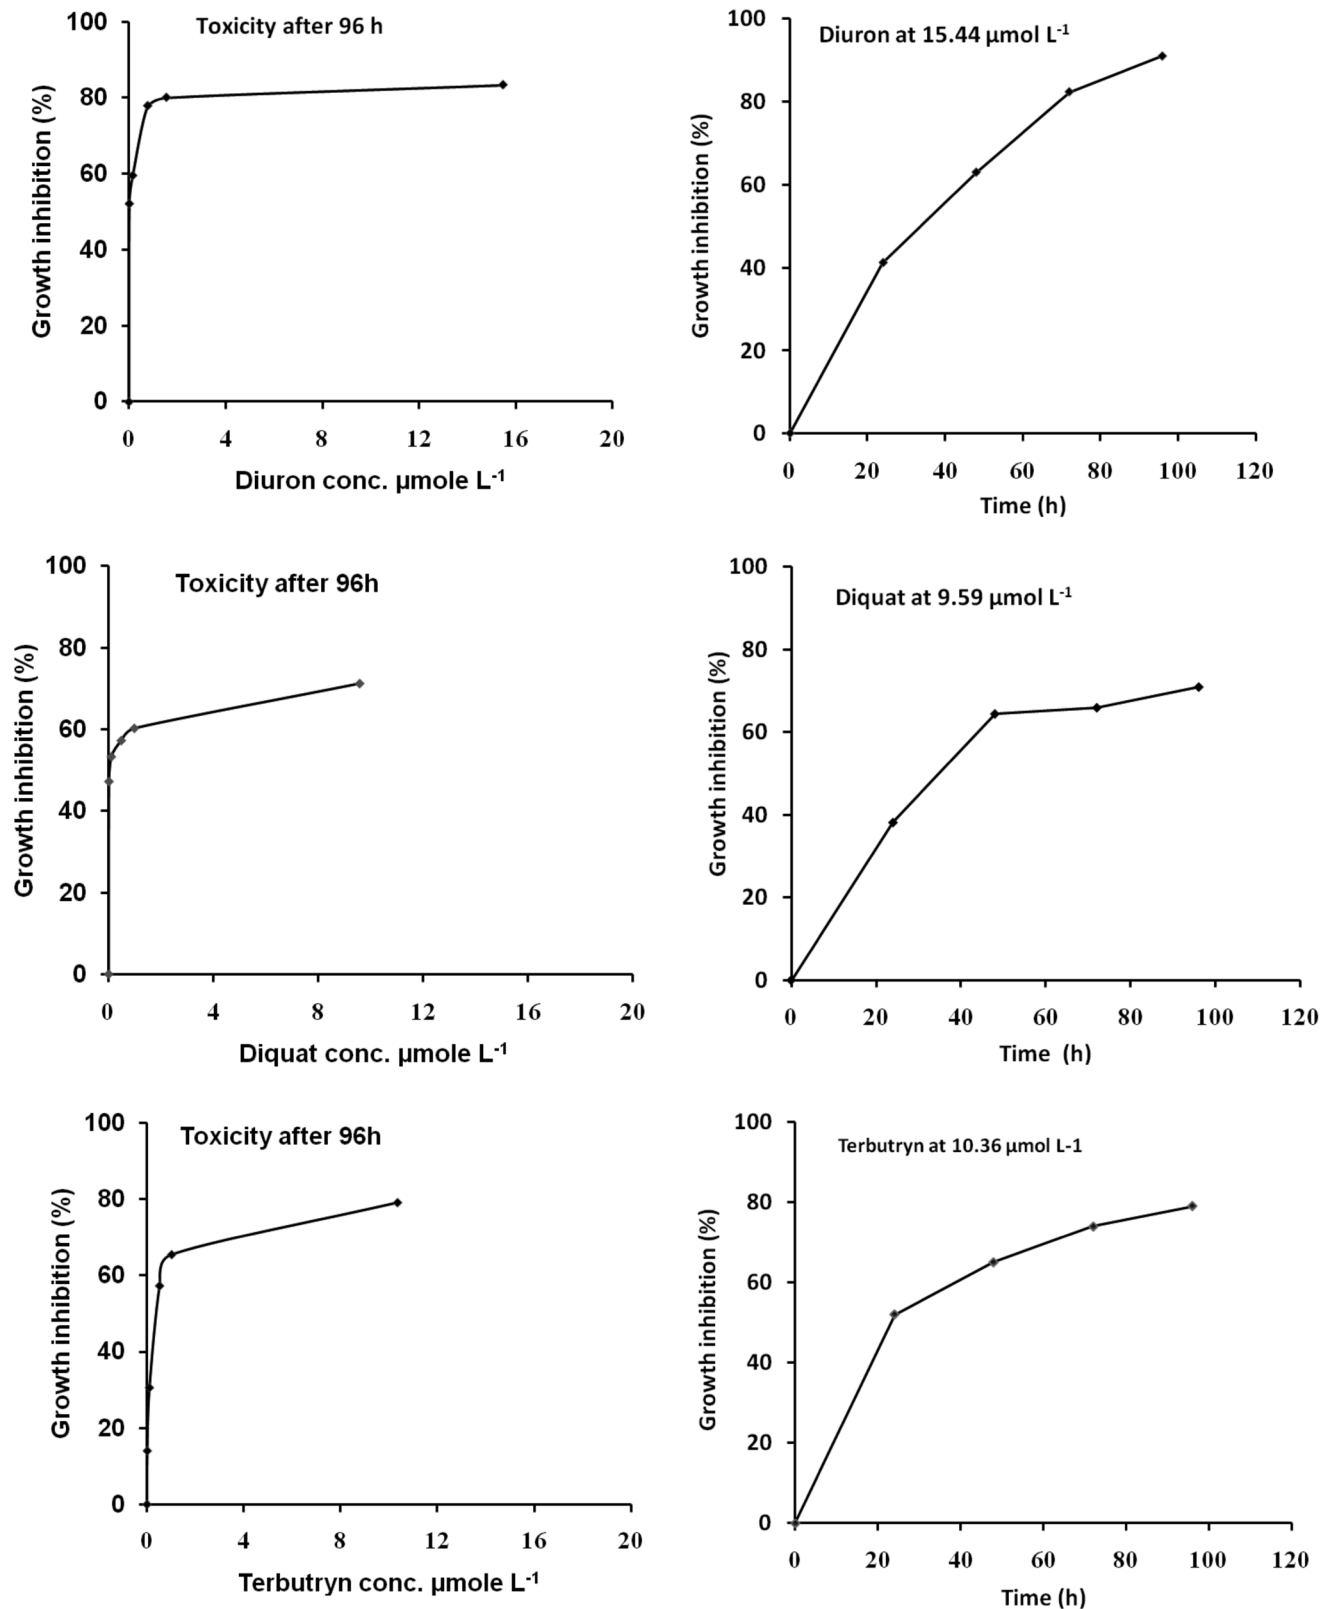 Toxicity after 96 h
Growth inhibition (%)
100
80
60
40
20
0
0 4 8 12 16 20
Diuron conc. µmole L-1
Diuron at 15.44 µmol L-1
Growth inhibition (%)
100
80
60
40
20
0
0 20 40 60 80 100 120
Time (h)
Toxicity after 96h
Growth inhibition (%)
100
80
60
40
20
0
0 4 8 12 16 20
Diquat conc. µmole L-1
Diquat at 9.59 µmol L-1
Growth inhibition (%)
100
80
60
40
20
0
0 20 40 60 80 100 120
Time (h)
Toxicity after 96h
Growth inhibition (%)
100
80
60
40
20
0
0 4 8 12 16 20
Terbutryn conc. µmole L-1
Terbutryn at 10.36 µmol L-1
Growth inhibition (%)
100
80
60
40
20
0
0 20 40 60 80 100 120
Time (h)